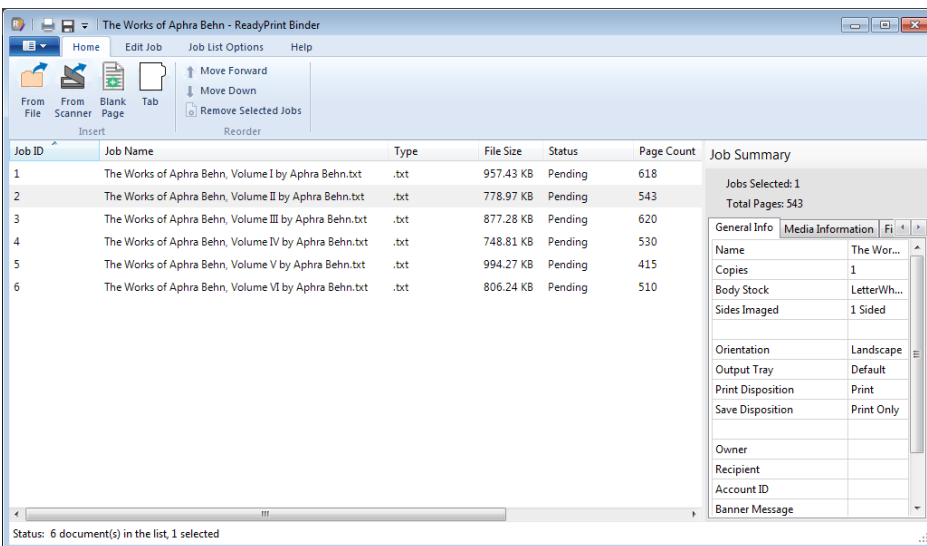 The Works of Aphra Behn - ReadyPrint Binder
Home Edit Job Job List Options Help
From File
From Scanner
Blank Page
Tab
Insert
Move Forward
Move Down
Remove Selected Jobs
Reorder
Job ID Job Name Type File Size Status Page Count
1 The Works of Aphra Behn, Volume I by Aphra Behn.txt .txt 957.43 KB Pending 618
2 The Works of Aphra Behn, Volume II by Aphra Behn.txt .txt 778.97 KB Pending 543
3 The Works of Aphra Behn, Volume III by Aphra Behn.txt .txt 877.28 KB Pending 620
4 The Works of Aphra Behn, Volume IV by Aphra Behn.txt .txt 748.81 KB Pending 530
5 The Works of Aphra Behn, Volume V by Aphra Behn.txt .txt 994.27 KB Pending 415
6 The Works of Aphra Behn, Volume VI by Aphra Behn.txt .txt 806.24 KB Pending 510
Job Summary
Jobs Selected: 1
Total Pages: 543
General Info Media Information Fi
Name The Wor...
Copies 1
Body Stock LetterWh...
Sides Imaged 1 Sided
Orientation Landscape
Output Tray Default
Print Disposition Print
Save Disposition Print Only
Owner
Recipient
Account ID
Banner Message
Status: 6 document(s) in the list, 1 selected